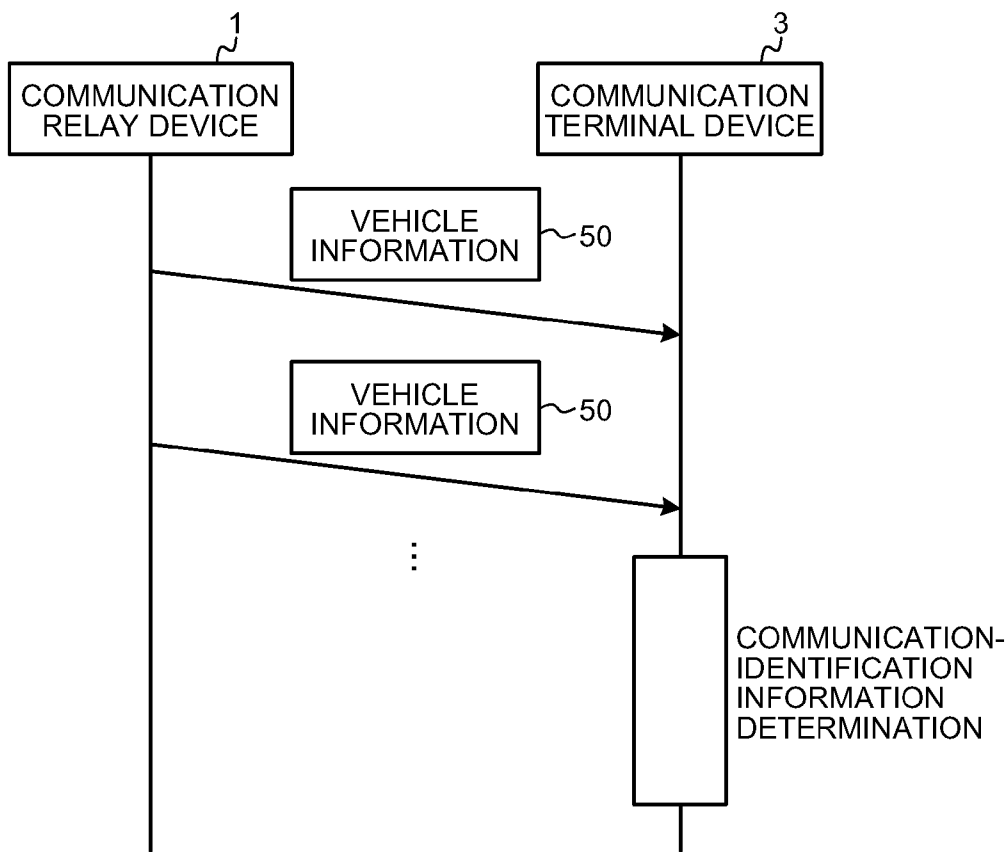 1
COMMUNICATION
RELAY DEVICE
3
COMMUNICATION
TERMINAL DEVICE
VEHICLE
INFORMATION
50
VEHICLE
INFORMATION
50
...
COMMUNICATION-
IDENTIFICATION
INFORMATION
DETERMINATION